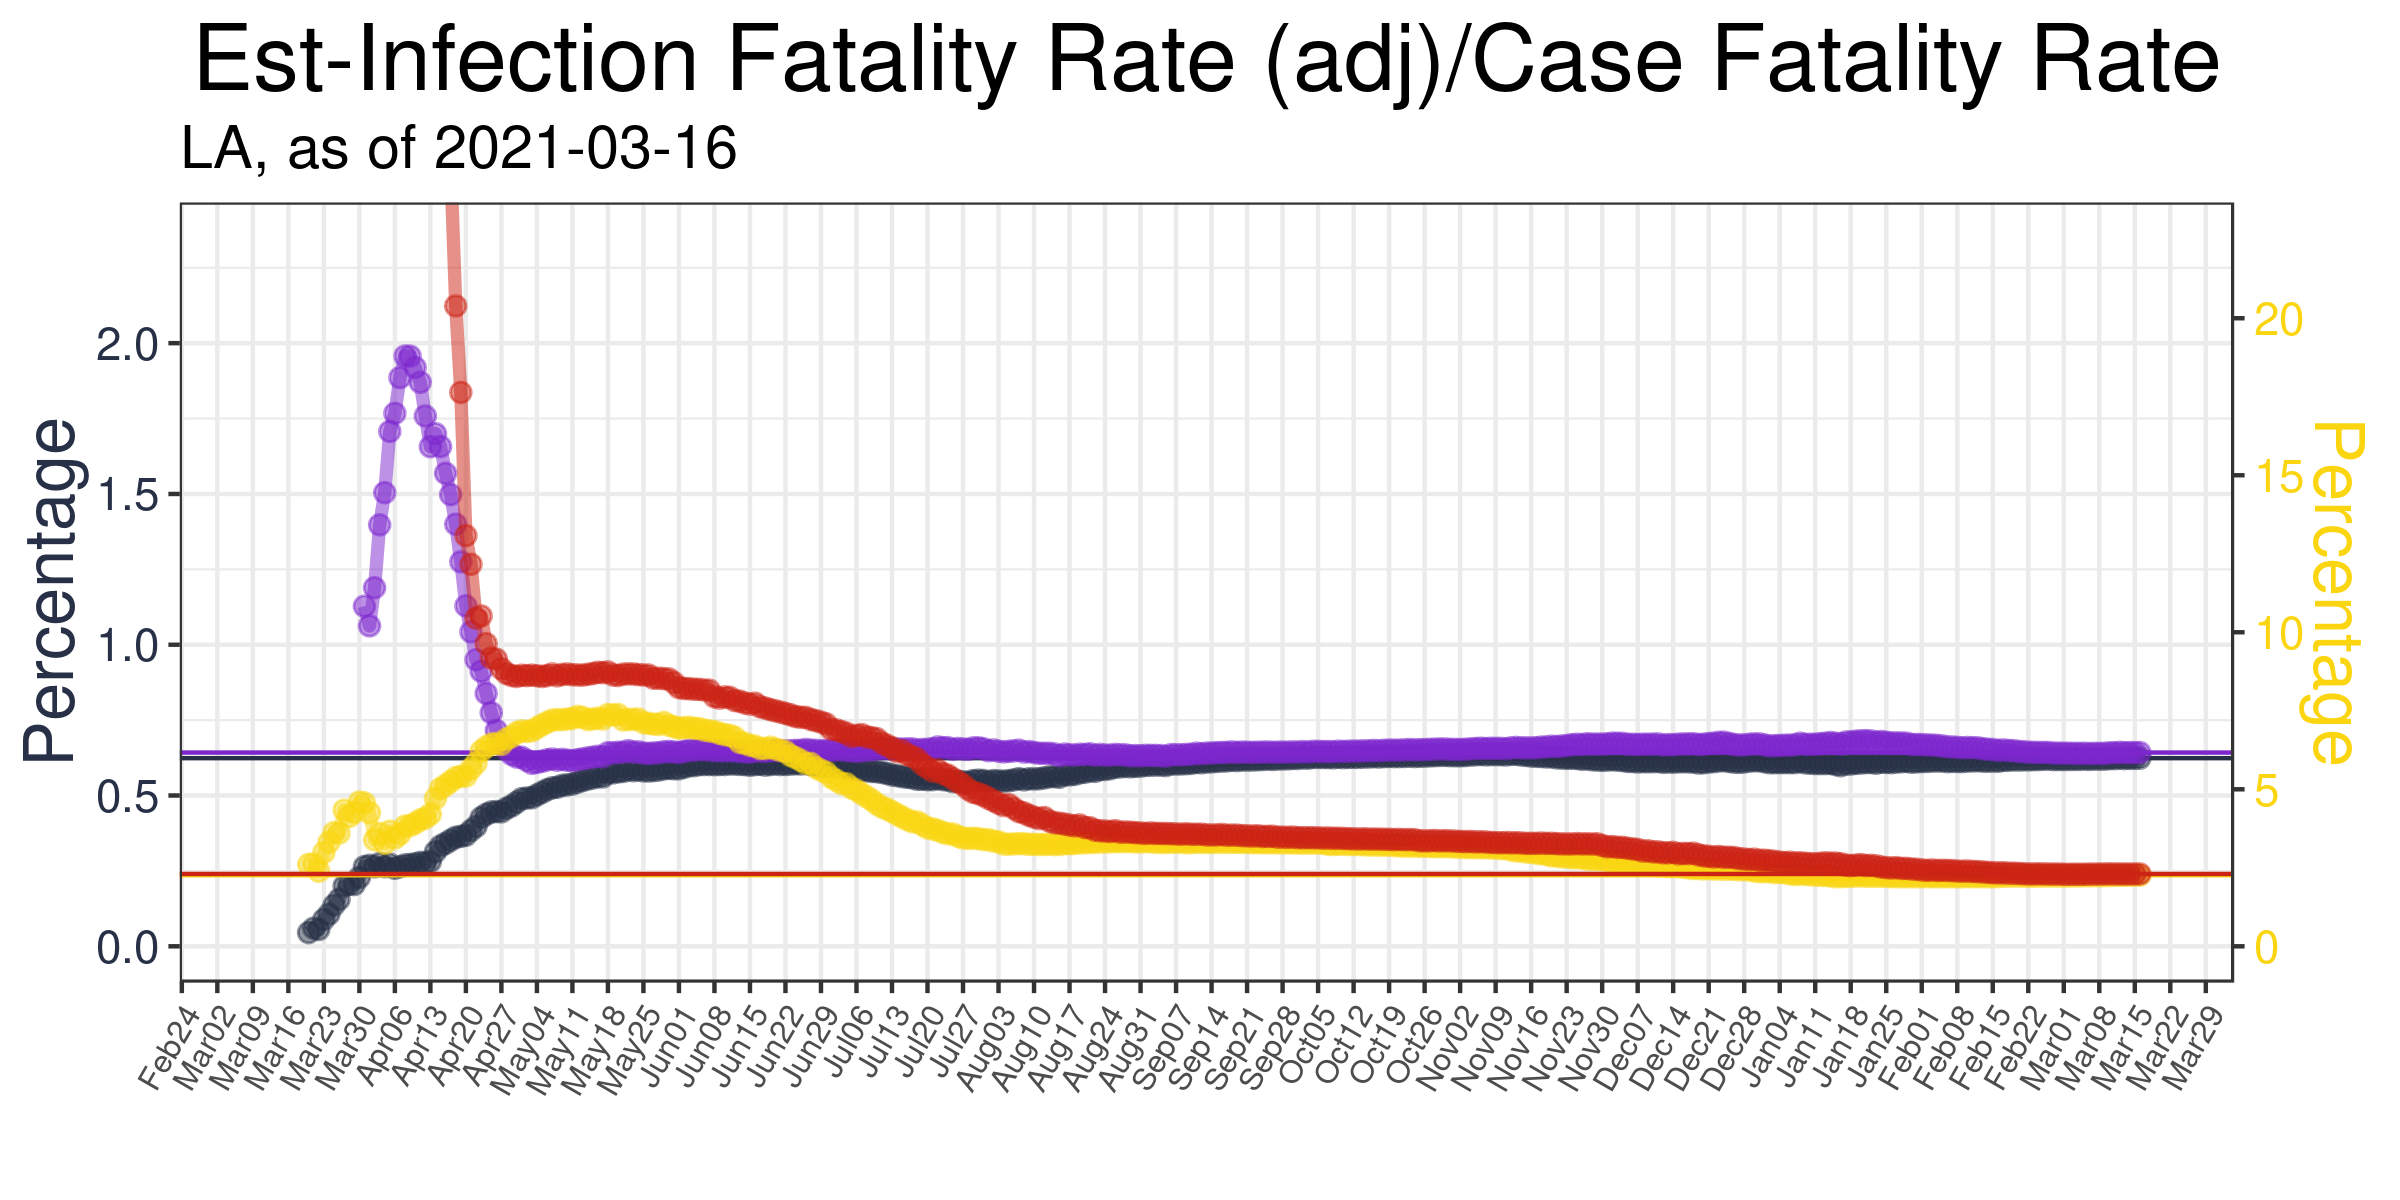 Est-Infection Fatality Rate (adj)/Case Fatality Rate
LA, as of 2021-03-16
Percentage
2.0
1.5
1.0
0.5
0.0
20
15
10
5
0
Percentage
Feb24
Mar02
Mar09
Mar16
Mar23
Mar30
Apr06
Apr13
Apr20
Apr27
May04
May11
May18
May25
Jun01
Jun08
Jun15
Jun22
Jun29
Jul06
Jul13
Jul20
Jul27
Aug03
Aug10
Aug17
Aug24
Aug31
Sep07
Sep14
Sep21
Sep28
Oct05
Oct12
Oct19
Oct26
Nov02
Nov09
Nov16
Nov23
Nov30
Dec07
Dec14
Dec21
Dec28
Jan04
Jan11
Jan18
Jan25
Feb01
Feb08
Feb15
Feb22
Mar01
Mar08
Mar15
Mar22
Mar29